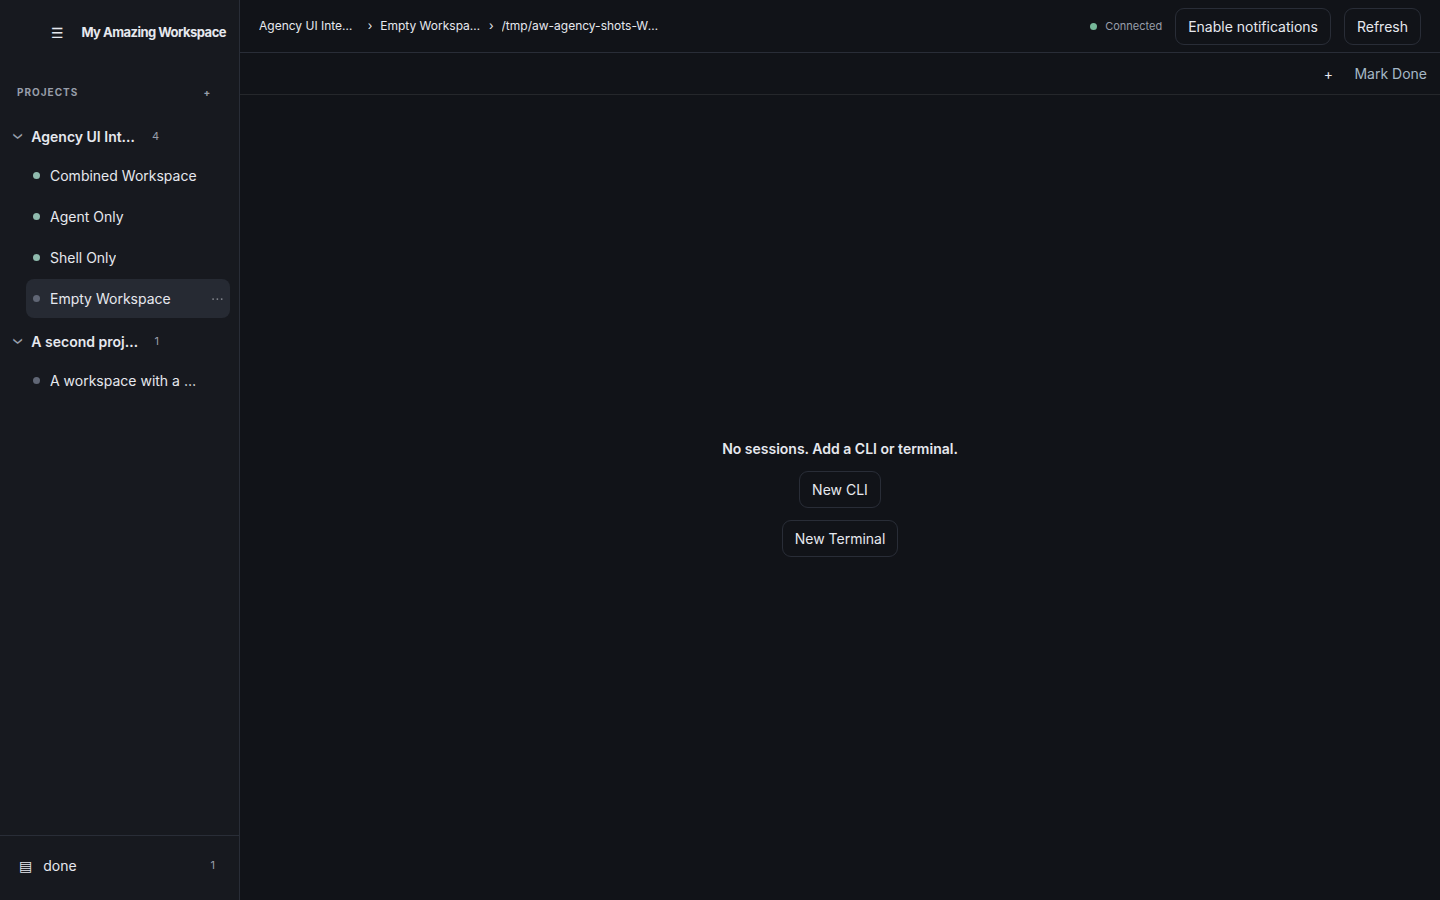 ☰ My Amazing Workspace
Agency UI Inte... › Empty Workspa... › /tmp/aw-agency-shots-W...
Connected
Enable notifications
Refresh
+ Mark Done
PROJECTS +
Agency UI Int... 4
Combined Workspace
Agent Only
Shell Only
Empty Workspace ...
A second proj... 1
A workspace with a ...
No sessions. Add a CLI or terminal.
New CLI
New Terminal
done 1